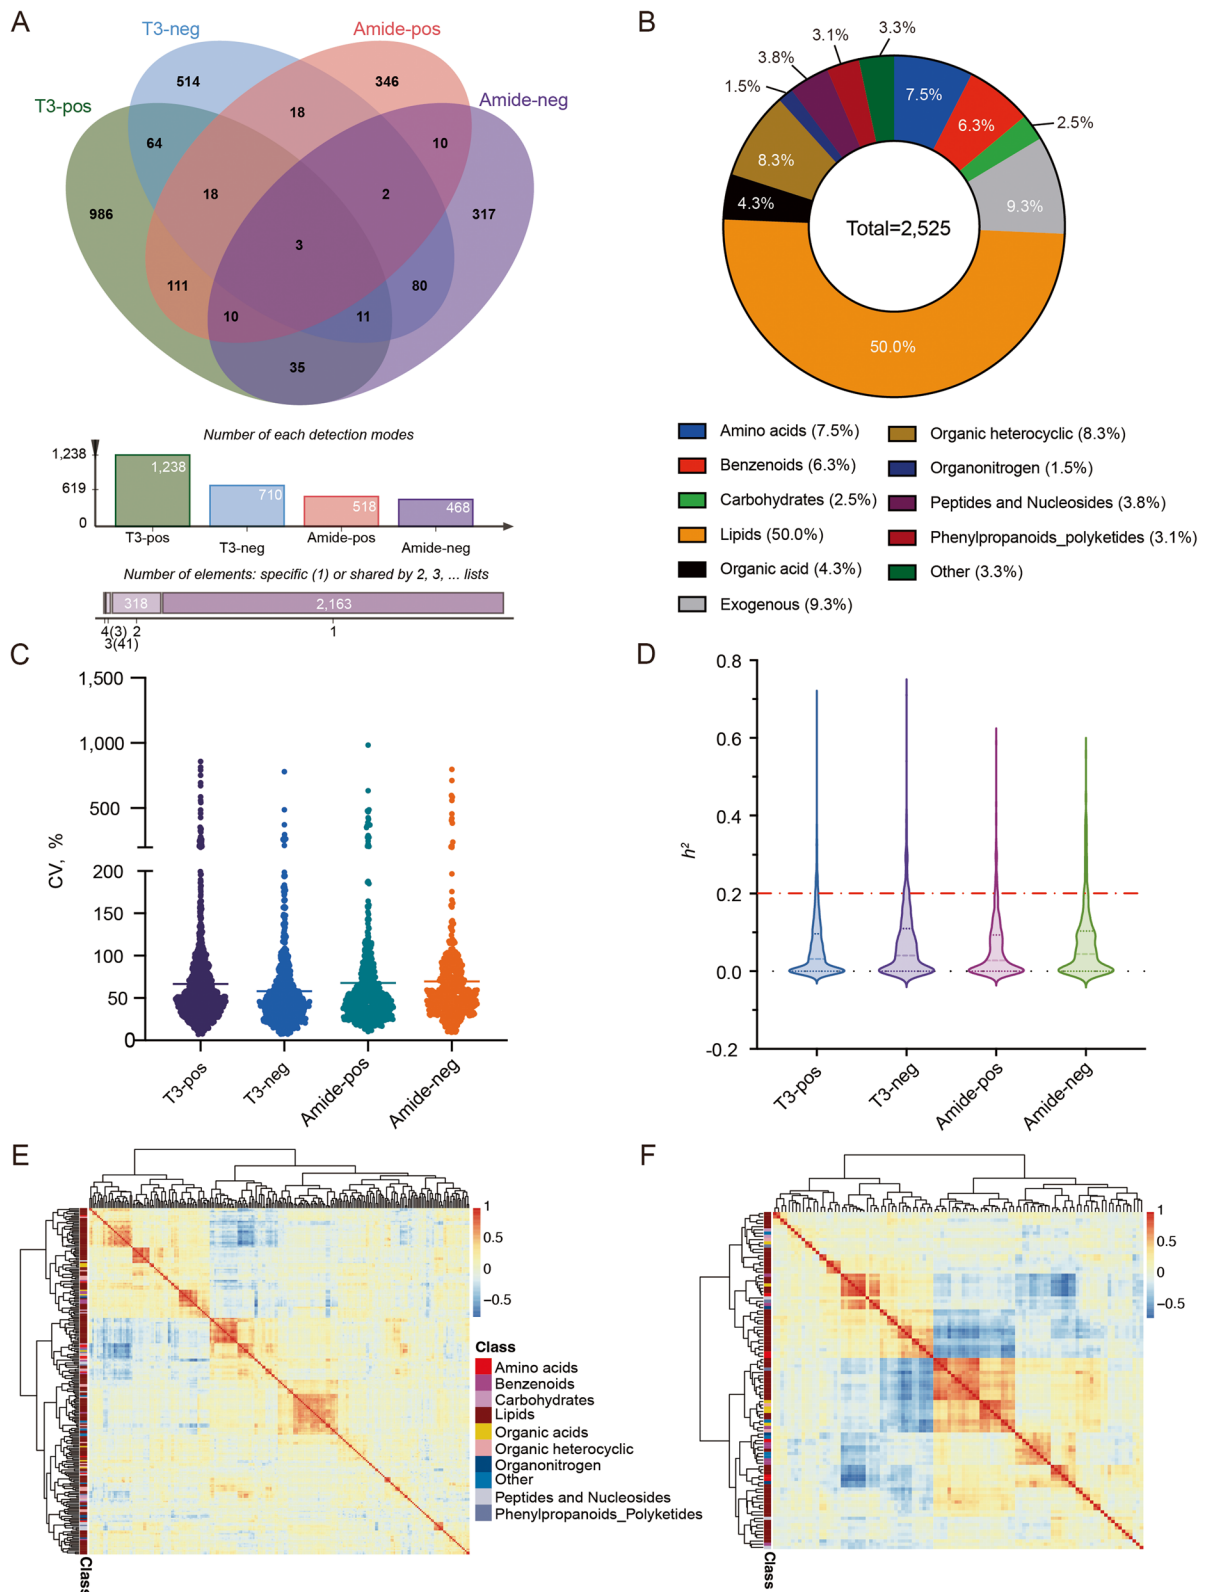 A
T3-neg
Amide-pos
T3-pos
Amide-neg
514
346
64
18
10
986
18
2
317
3
111
80
10
11
35
Number of each detection modes
1,238
619
0
1,238
710
518
468
T3-pos
T3-neg
Amide-pos
Amide-neg
Number of elements: specific (1) or shared by 2, 3, ... lists
318
2,163
4(3) 2
3(41)
1
B
3.3%
3.1%
3.8%
1.5%
7.5%
6.3%
2.5%
8.3%
4.3%
9.3%
Total=2,525
50.0%
Amino acids (7.5%)
Benzenoids (6.3%)
Carbohydrates (2.5%)
Lipids (50.0%)
Organic acid (4.3%)
Exogenous (9.3%)
Organic heterocyclic (8.3%)
Organonitrogen (1.5%)
Peptides and Nucleosides (3.8%)
Phenylpropanoids_polyketides (3.1%)
Other (3.3%)
C
CV, %
1,500
1,000
500
200
150
100
50
0
T3-pos
T3-neg
Amide-pos
Amide-neg
D
h²
0.8
0.6
0.4
0.2
0.0
-0.2
T3-pos
T3-neg
Amide-pos
Amide-neg
E
1
0.5
0
−0.5
Class
Class
Amino acids
Benzenoids
Carbohydrates
Lipids
Organic acids
Organic heterocyclic
Organonitrogen
Other
Peptides and Nucleosides
Phenylpropanoids_Polyketides
F
1
0.5
0
−0.5
Class